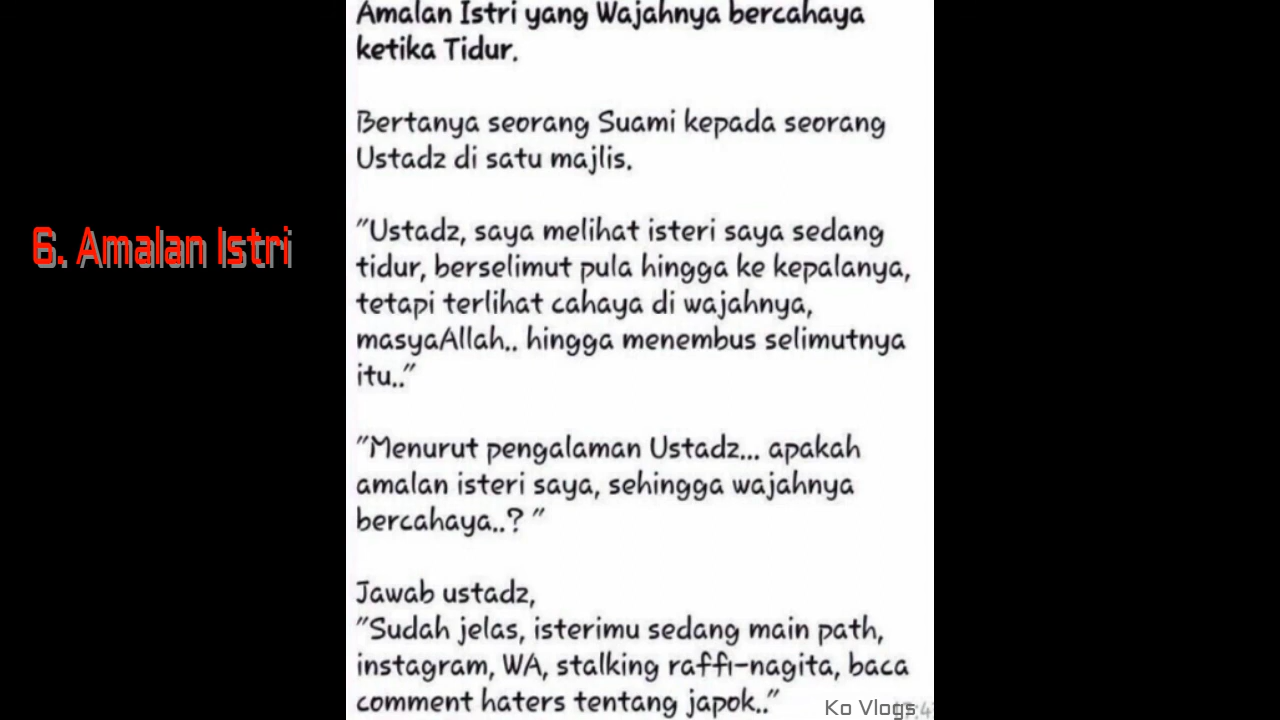 Amalan Istri yang Wajahnya bercahaya
ketika Tidur.
Bertanya seorang Suami kepada seorang
Ustadz di satu majlis.
6. Amalan Istri
"Ustadz, saya melihat isteri saya sedang
tidur, berselimut pula hingga ke kepalanya,
tetapi terlihat cahaya di wajahnya,
masyaAllah.. hingga menembus selimutnya
itu.."
"Menurut pengalaman Ustadz... apakah
amalan isteri saya, sehingga wajahnya
bercahaya..? "
Jawab ustadz,
"Sudah jelas, isterimu sedang main path,
instagram, WA, stalking raffi-nagita, baca
comment haters tentang japok.."
Ko Vlogs